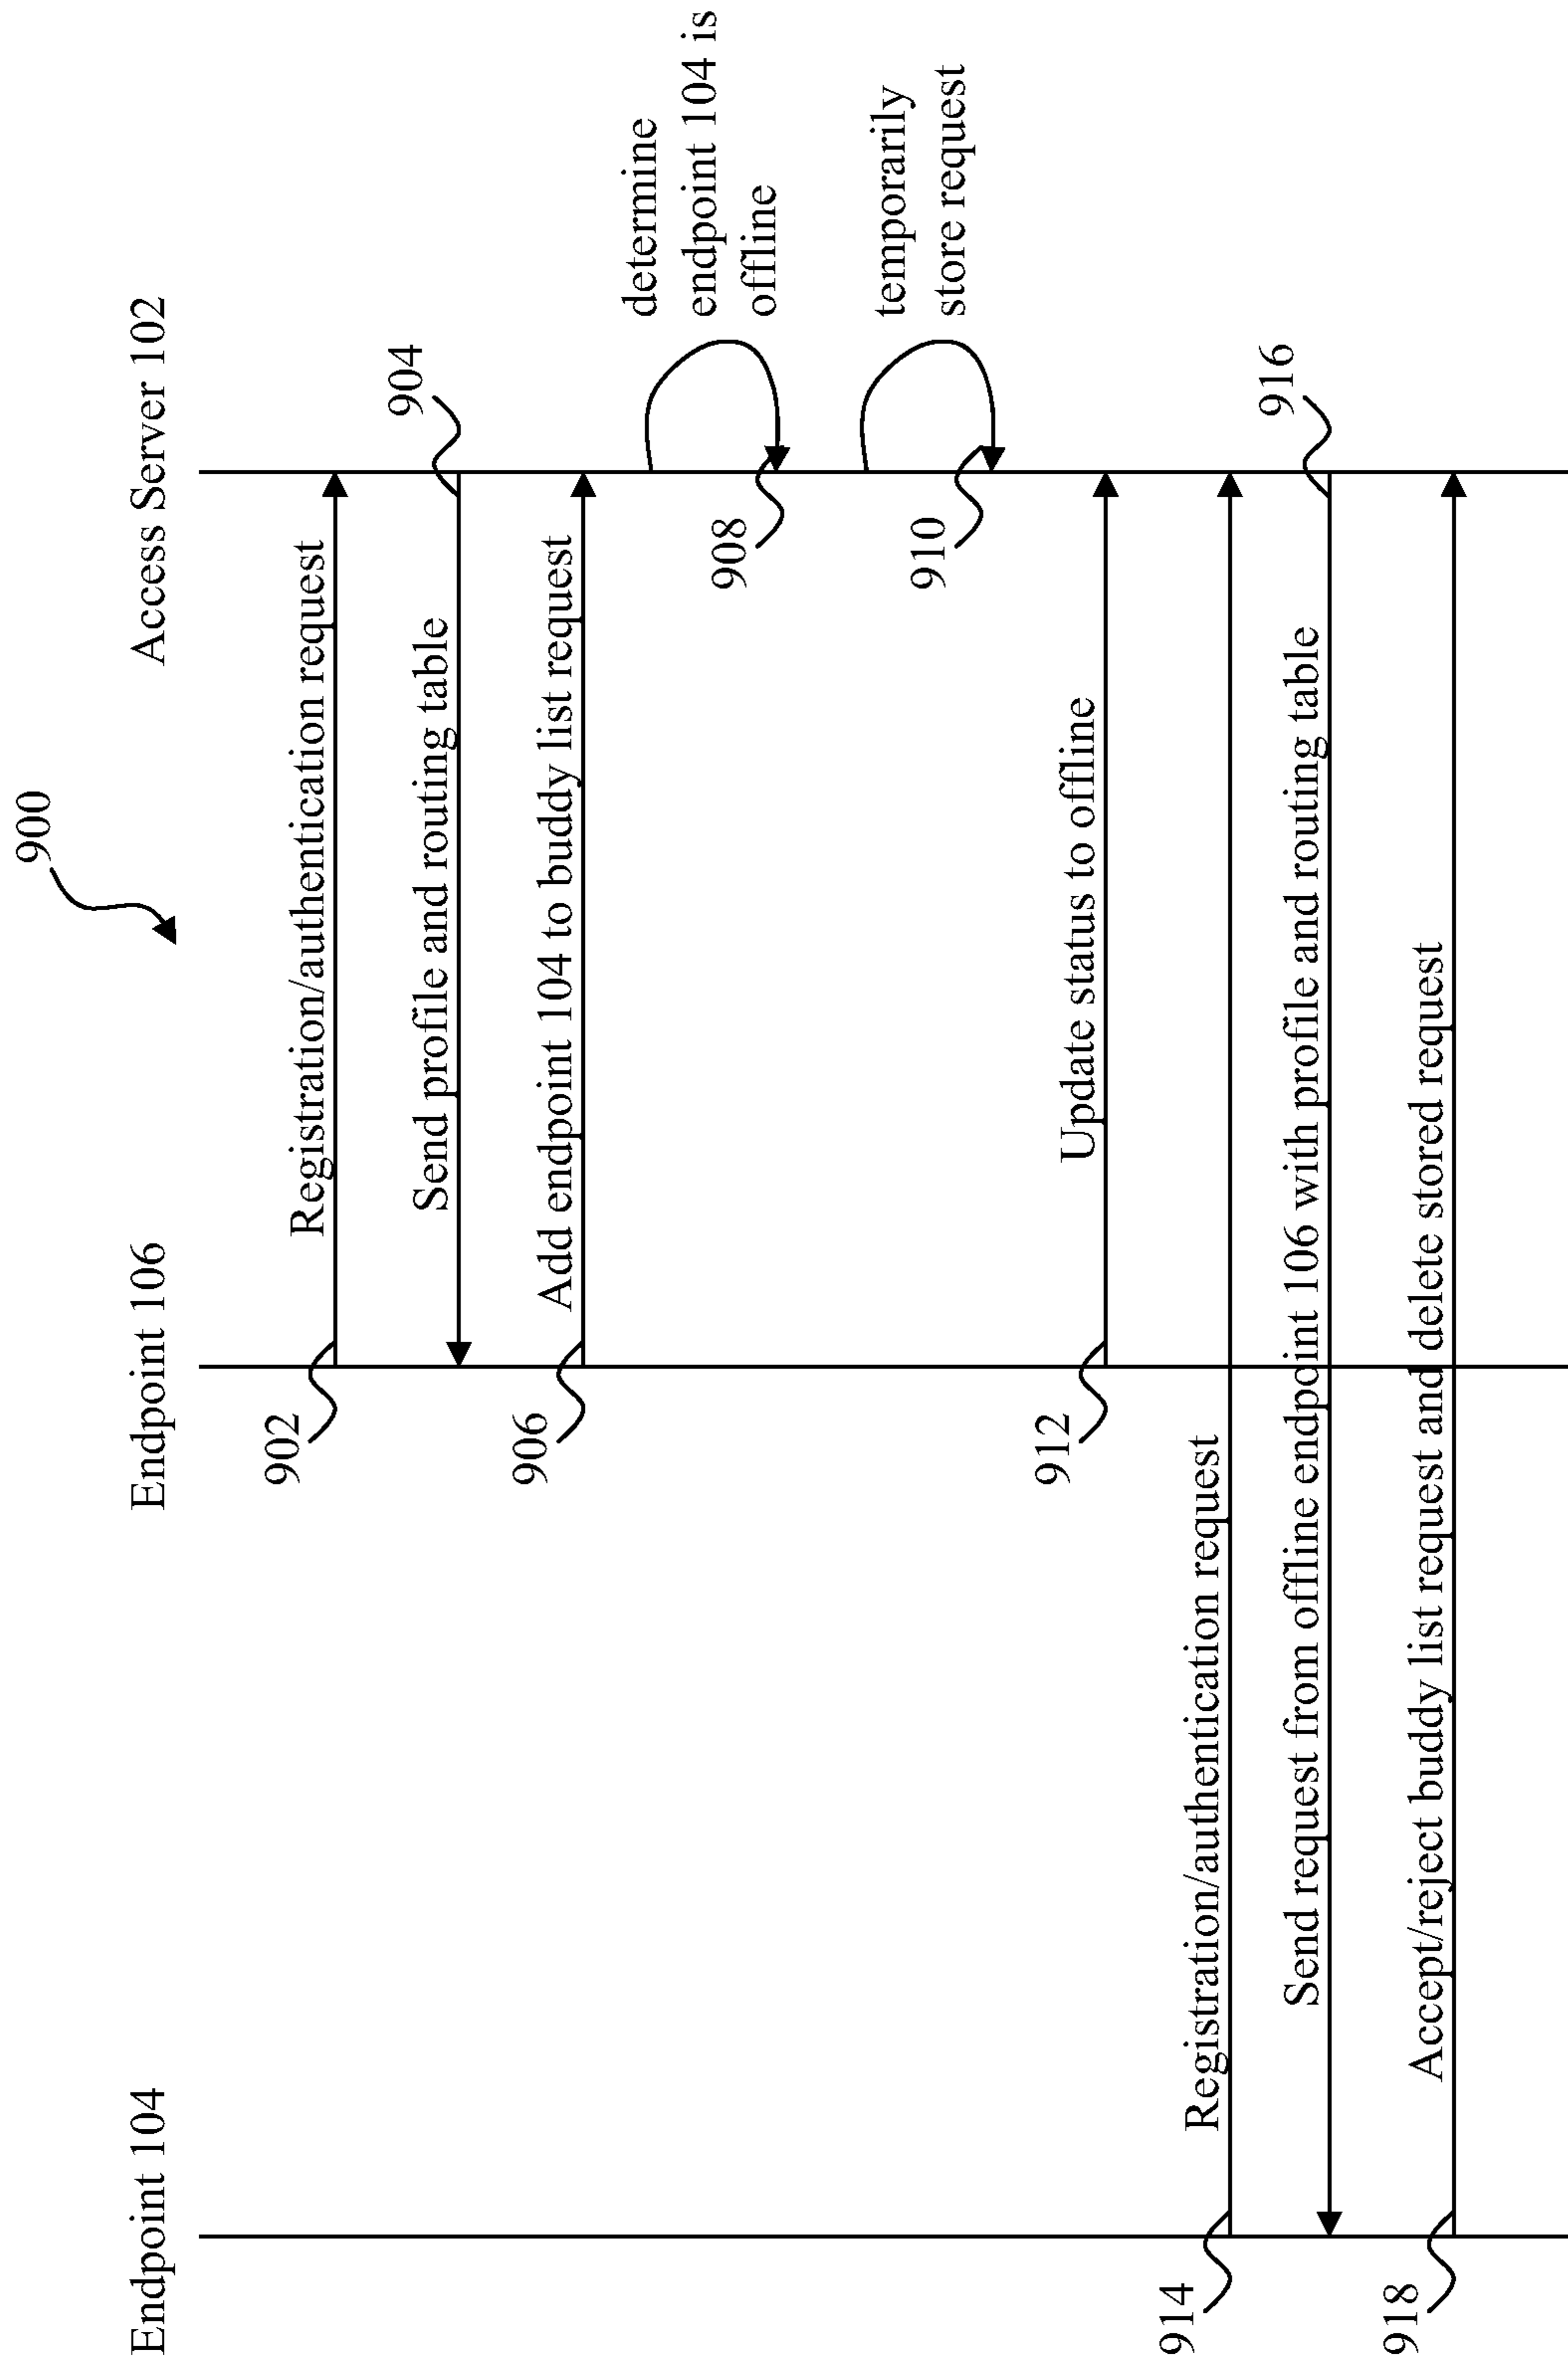 900
Endpoint 104
Endpoint 106
Access Server 102
902
Registration/authentication request
Send profile and routing table
904
906
Add endpoint 104 to buddy list request
determine
endpoint 104 is
offline
908
temporarily
store request
910
912
Update status to offline
914
Registration/authentication request
Send request from offline endpoint 106 with profile and routing table
916
918
Accept/reject buddy list request and delete stored request